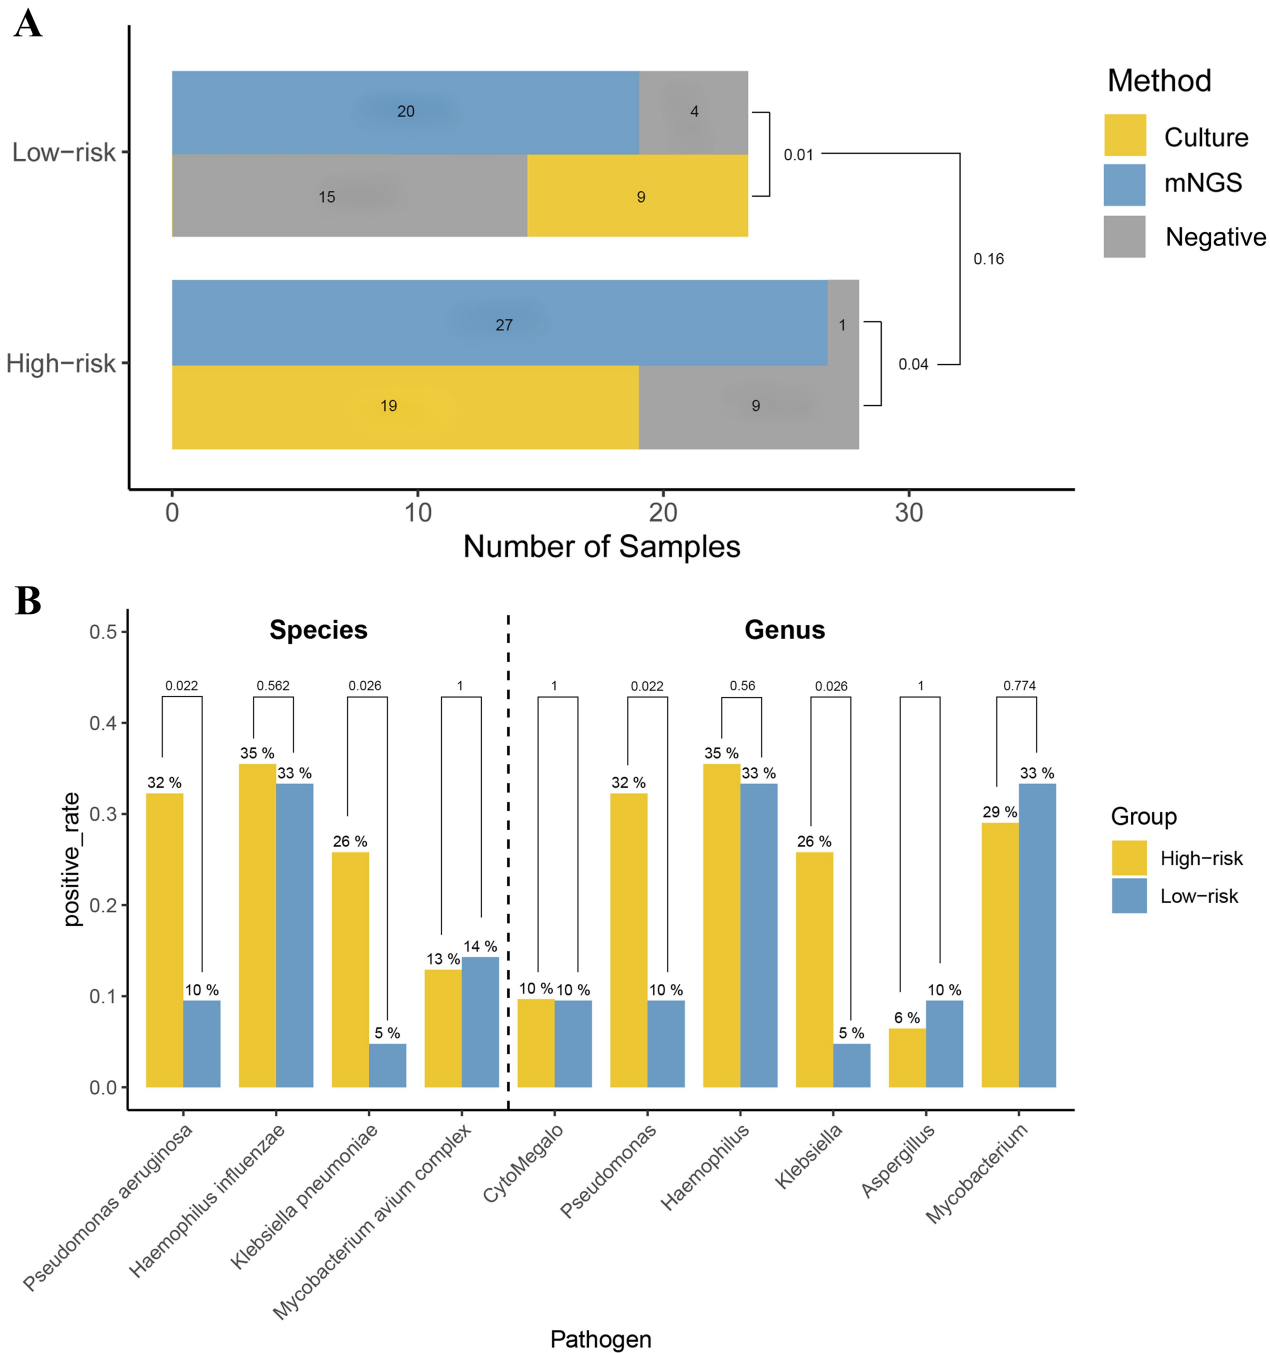 A
Low−risk
High−risk
20
4
15
9
27
1
19
9
0.01
0.04
0.16
0
10
20
30
Number of Samples
Method
Culture
mNGS
Negative
B
Species
Genus
positive_rate
0.5
0.4
0.3
0.2
0.1
0.0
0.022
0.562
0.026
1
1
0.022
0.56
0.026
1
0.774
32 %
10 %
35 %
33 %
26 %
5 %
13 %
14 %
10 %
10 %
32 %
10 %
35 %
33 %
26 %
5 %
6 %
10 %
29 %
33 %
Pseudomonas aeruginosa
Haemophilus influenzae
Klebsiella pneumoniae
Mycobacterium avium complex
CytoMegalo
Pseudomonas
Haemophilus
Klebsiella
Aspergillus
Mycobacterium
Pathogen
Group
High−risk
Low−risk